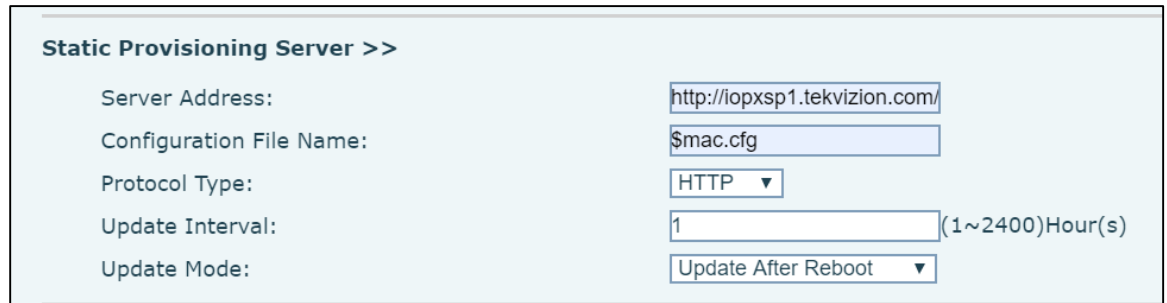 Static Provisioning Server >>
Server Address: http://iopxsp1.tekvizion.com/
Configuration File Name: $mac.cfg
Protocol Type: HTTP
Update Interval: 1 (1~2400)Hour(s)
Update Mode: Update After Reboot